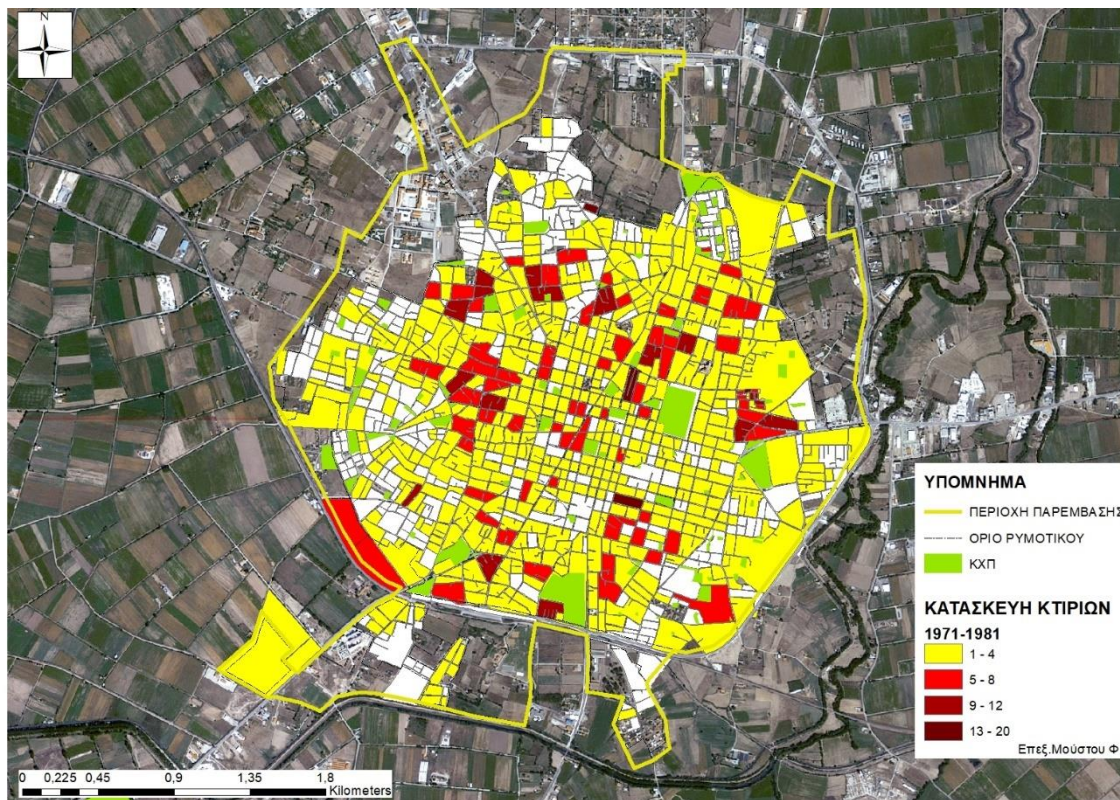 N
ΥΠΟΜΝΗΜΑ
ΠΕΡΙΟΧΗ ΠΑΡΕΜΒΑΣΗΣ
ΟΡΙΟ ΡΥΜΟΤΙΚΟΥ
ΚΧΠ
ΚΑΤΑΣΚΕΥΗ ΚΤΙΡΙΩΝ
1971-1981
1 - 4
5 - 8
9 - 12
13 - 20
Επεξ.Μούστου Φ
0 0,225 0,45 0,9 1,35 1,8
Kilometers